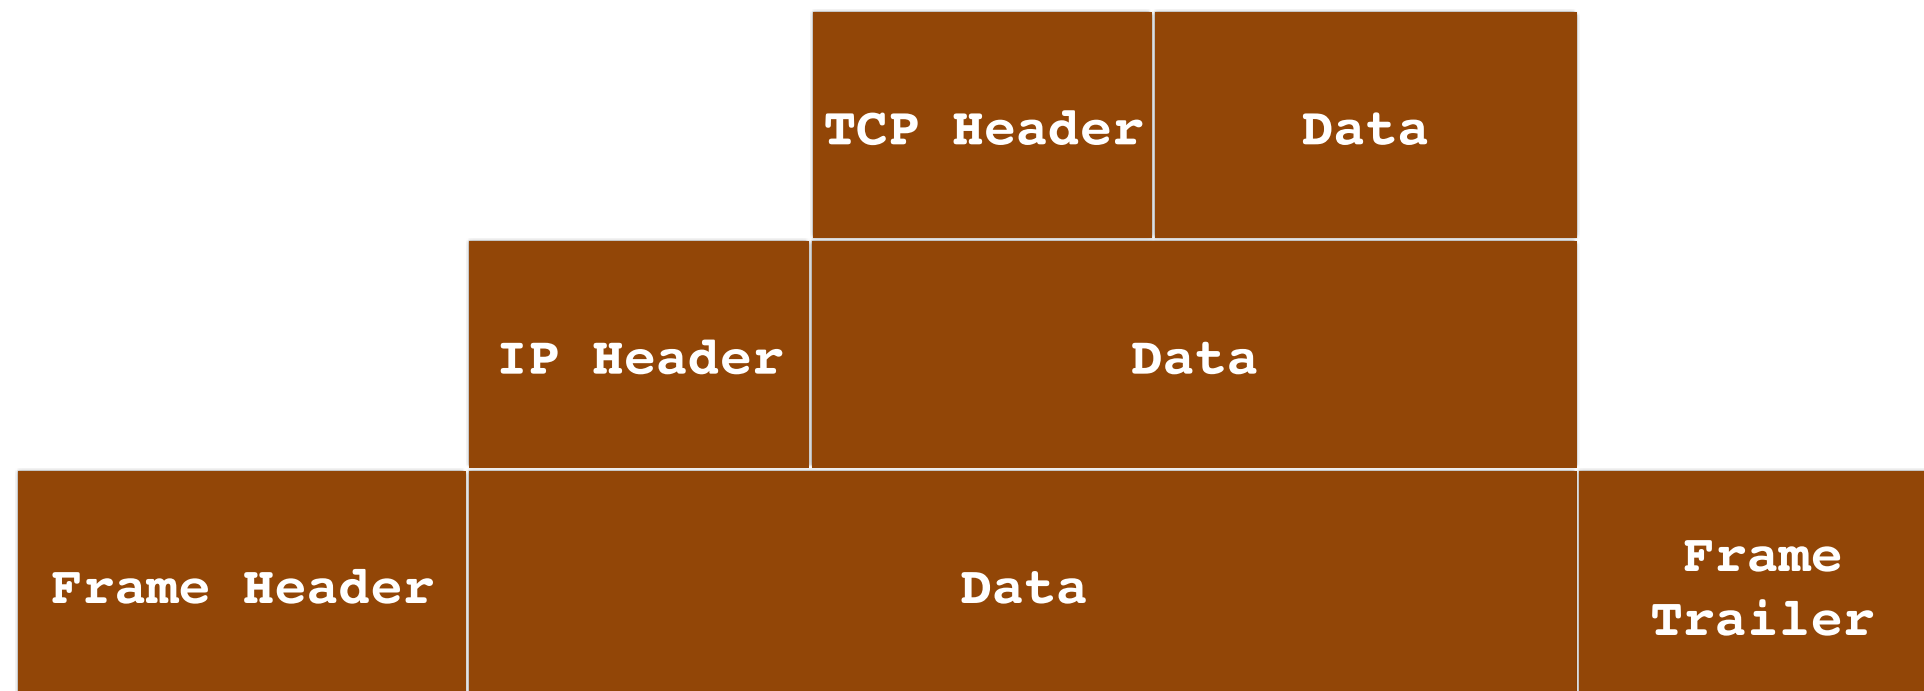 TCP Header Data
IP Header Data
Frame Header Data Frame
Trailer